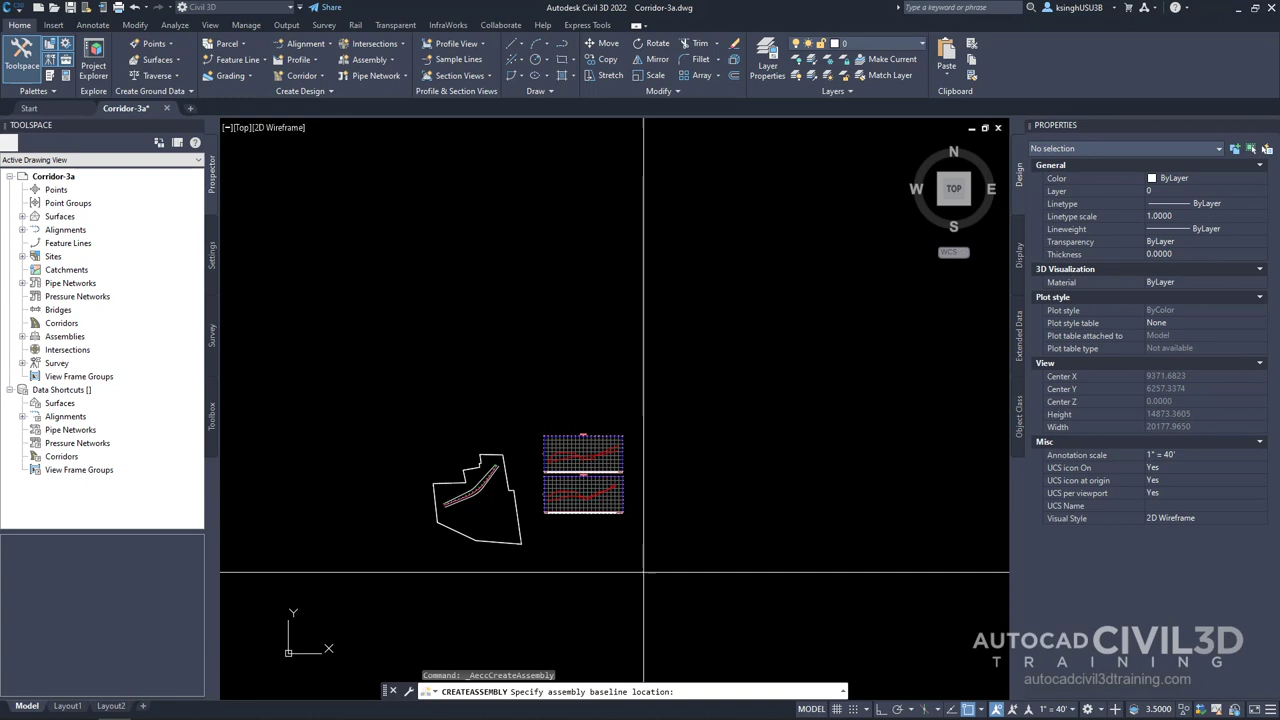 Civil 3D
Share
Autodesk Civil 3D 2022
Corridor-3a.dwg
Type a keyword or phrase
ksinghUSU3B
Home
Insert
Annotate
Modify
Analyze
View
Manage
Output
Survey
Rail
Transparent
InfraWorks
Collaborate
Help
Express Tools
Toolspace
Project
Explorer
Points
Surfaces
Traverse
Parcel
Feature Line
Grading
Alignment
Profile
Corridor
Intersections
Assembly
Pipe Network
Profile View
Sample Lines
Section Views
Move
Copy
Stretch
Rotate
Mirror
Scale
Trim
Fillet
Array
Layer
Properties
0
Make Current
Match Layer
Paste
Palettes
Explore
Create Ground Data
Create Design
Profile & Section Views
Draw
Modify
Layers
Clipboard
Start
Corridor-3a*
TOOLSPACE
Active Drawing View
Corridor-3a
Points
Point Groups
Surfaces
Alignments
Feature Lines
Sites
Catchments
Pipe Networks
Pressure Networks
Bridges
Corridors
Assemblies
Intersections
Survey
View Frame Groups
Data Shortcuts []
Surfaces
Alignments
Pipe Networks
Pressure Networks
Corridors
View Frame Groups
Prospector
Settings
Survey
Toolbox
[−][Top][2D Wireframe]
N
W
TOP
E
S
WCS
Y
X
Command: _AeccCreateAssembly
CREATEASSEMBLY Specify assembly baseline location:
PROPERTIES
No selection
Design
Display
Extended Data
Object Class
General
Color ByLayer
Layer 0
Linetype ByLayer
Linetype scale 1.0000
Lineweight ByLayer
Transparency ByLayer
Thickness 0.0000
3D Visualization
Material ByLayer
Plot style
Plot style ByColor
Plot style table None
Plot table attached to Model
Plot table type Not available
View
Center X 9371.6823
Center Y 6257.3374
Center Z 0.0000
Height 14873.3605
Width 20977.9650
Misc
Annotation scale 1" = 40'
UCS icon On Yes
UCS icon at origin Yes
UCS per viewport Yes
UCS Name
Visual Style 2D Wireframe
AUTOCAD CIVIL3D
TRAINING
autocadcivil3dtraining.com
Model
Layout1
Layout2
MODEL
1" = 40'
3.5000